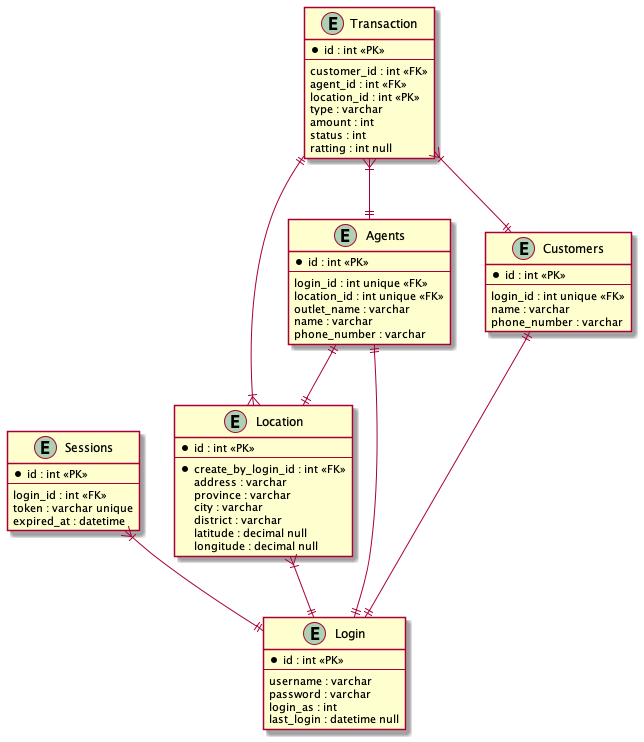 E Transaction
id : int «PK»
customer_id : int «FK»
agent_id : int «FK»
location_id : int «PK»
type : varchar
amount : int
status : int
ratting : int null
E Agents
id : int «PK»
login_id : int unique «FK»
location_id : int unique «FK»
outlet_name : varchar
name : varchar
phone_number : varchar
E Customers
id : int «PK»
login_id : int unique «FK»
name : varchar
phone_number : varchar
E Location
id : int «PK»
create_by_login_id : int «FK»
address : varchar
province : varchar
city : varchar
district : varchar
latitude : decimal null
longitude : decimal null
E Sessions
id : int «PK»
login_id : int «FK»
token : varchar unique
expired_at : datetime
E Login
id : int «PK»
username : varchar
password : varchar
login_as : int
last_login : datetime null